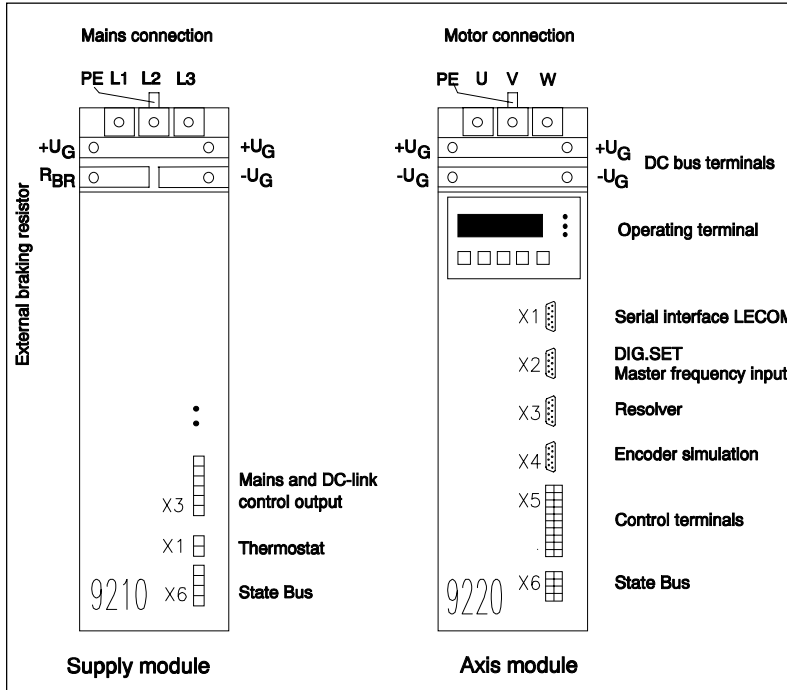 Mains connection
PE L1 L2 L3
+UG +UG
RBR -UG
External braking resistor
X3 Mains and DC-link
control output
X1 Thermostat
9210 X6 State Bus
Supply module
Motor connection
PE U V W
+UG +UG
-UG -UG
DC bus terminals
Operating terminal
X1 Serial interface LECOM
X2 DIG.SET
Master frequency input
X3 Resolver
X4 Encoder simulation
X5 Control terminals
9220 X6 State Bus
Axis module